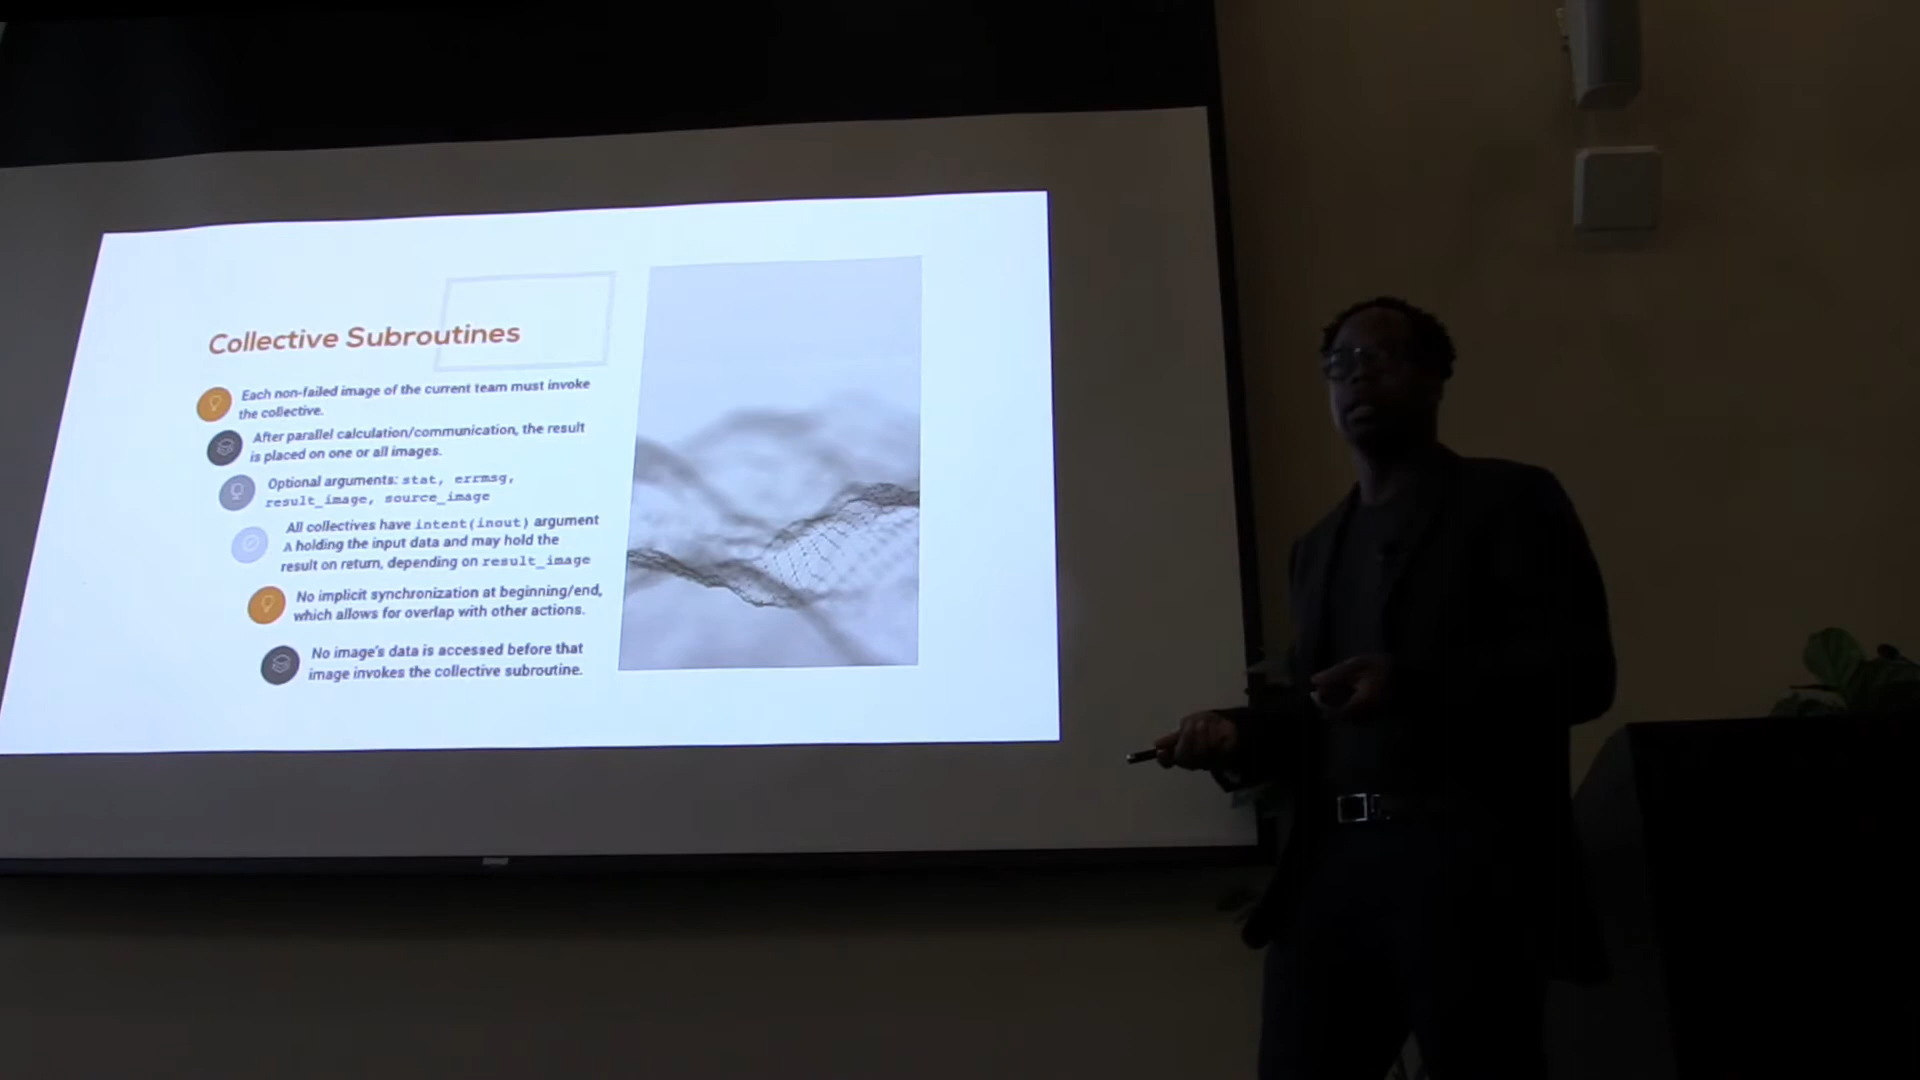 Collective Subroutines
Each non-failed image of the current team must invoke
the collective.
After parallel calculation/communication, the result
is placed on one or all images.
Optional arguments: stat, errmsg,
result_image, source_image
All collectives have intent(inout) argument
A holding the input data and may hold the
result on return, depending on result_image
No implicit synchronization at beginning/end,
which allows for overlap with other actions.
No image's data is accessed before that
image invokes the collective subroutine.